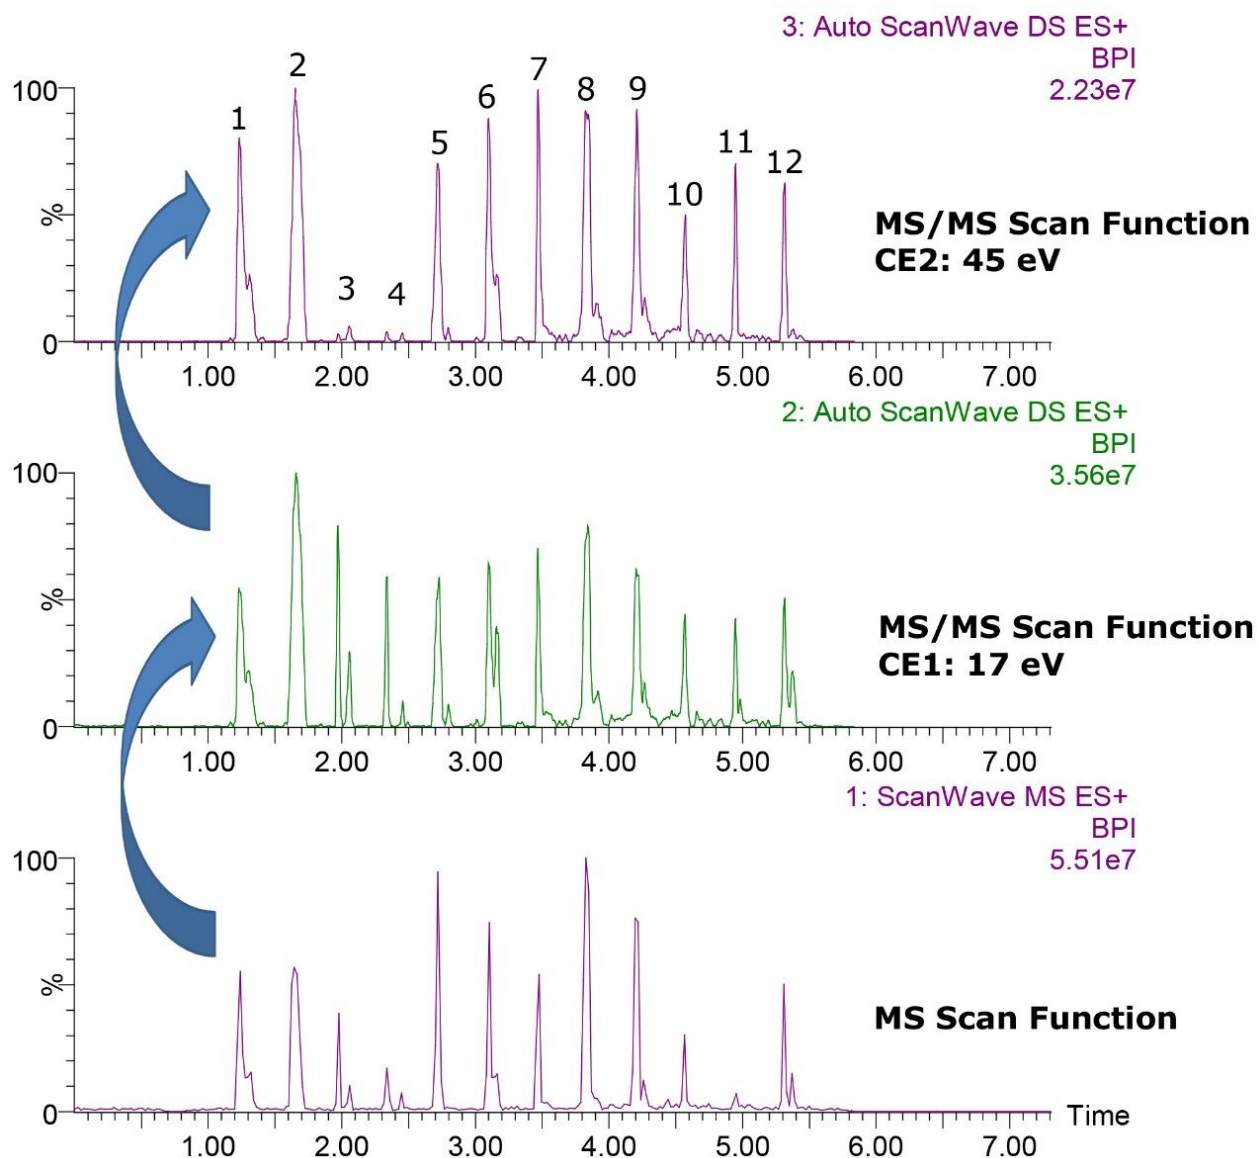 3: Auto ScanWave DS ES+
BPI
2.23e7
100
%
0
1 2 3 4 5 6 7 8 9 10 11 12
MS/MS Scan Function
CE2: 45 eV
1.00 2.00 3.00 4.00 5.00 6.00 7.00
2: Auto ScanWave DS ES+
BPI
3.56e7
100
%
0
MS/MS Scan Function
CE1: 17 eV
1.00 2.00 3.00 4.00 5.00 6.00 7.00
1: ScanWave MS ES+
BPI
5.51e7
100
%
0
MS Scan Function
Time
1.00 2.00 3.00 4.00 5.00 6.00 7.00